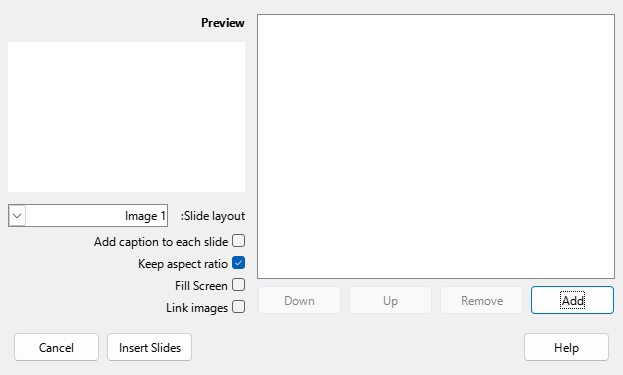 Preview
Slide layout:
Image 1
Add caption to each slide
Keep aspect ratio
Fill Screen
Link images
Add
Remove
Up
Down
Help
Insert Slides
Cancel